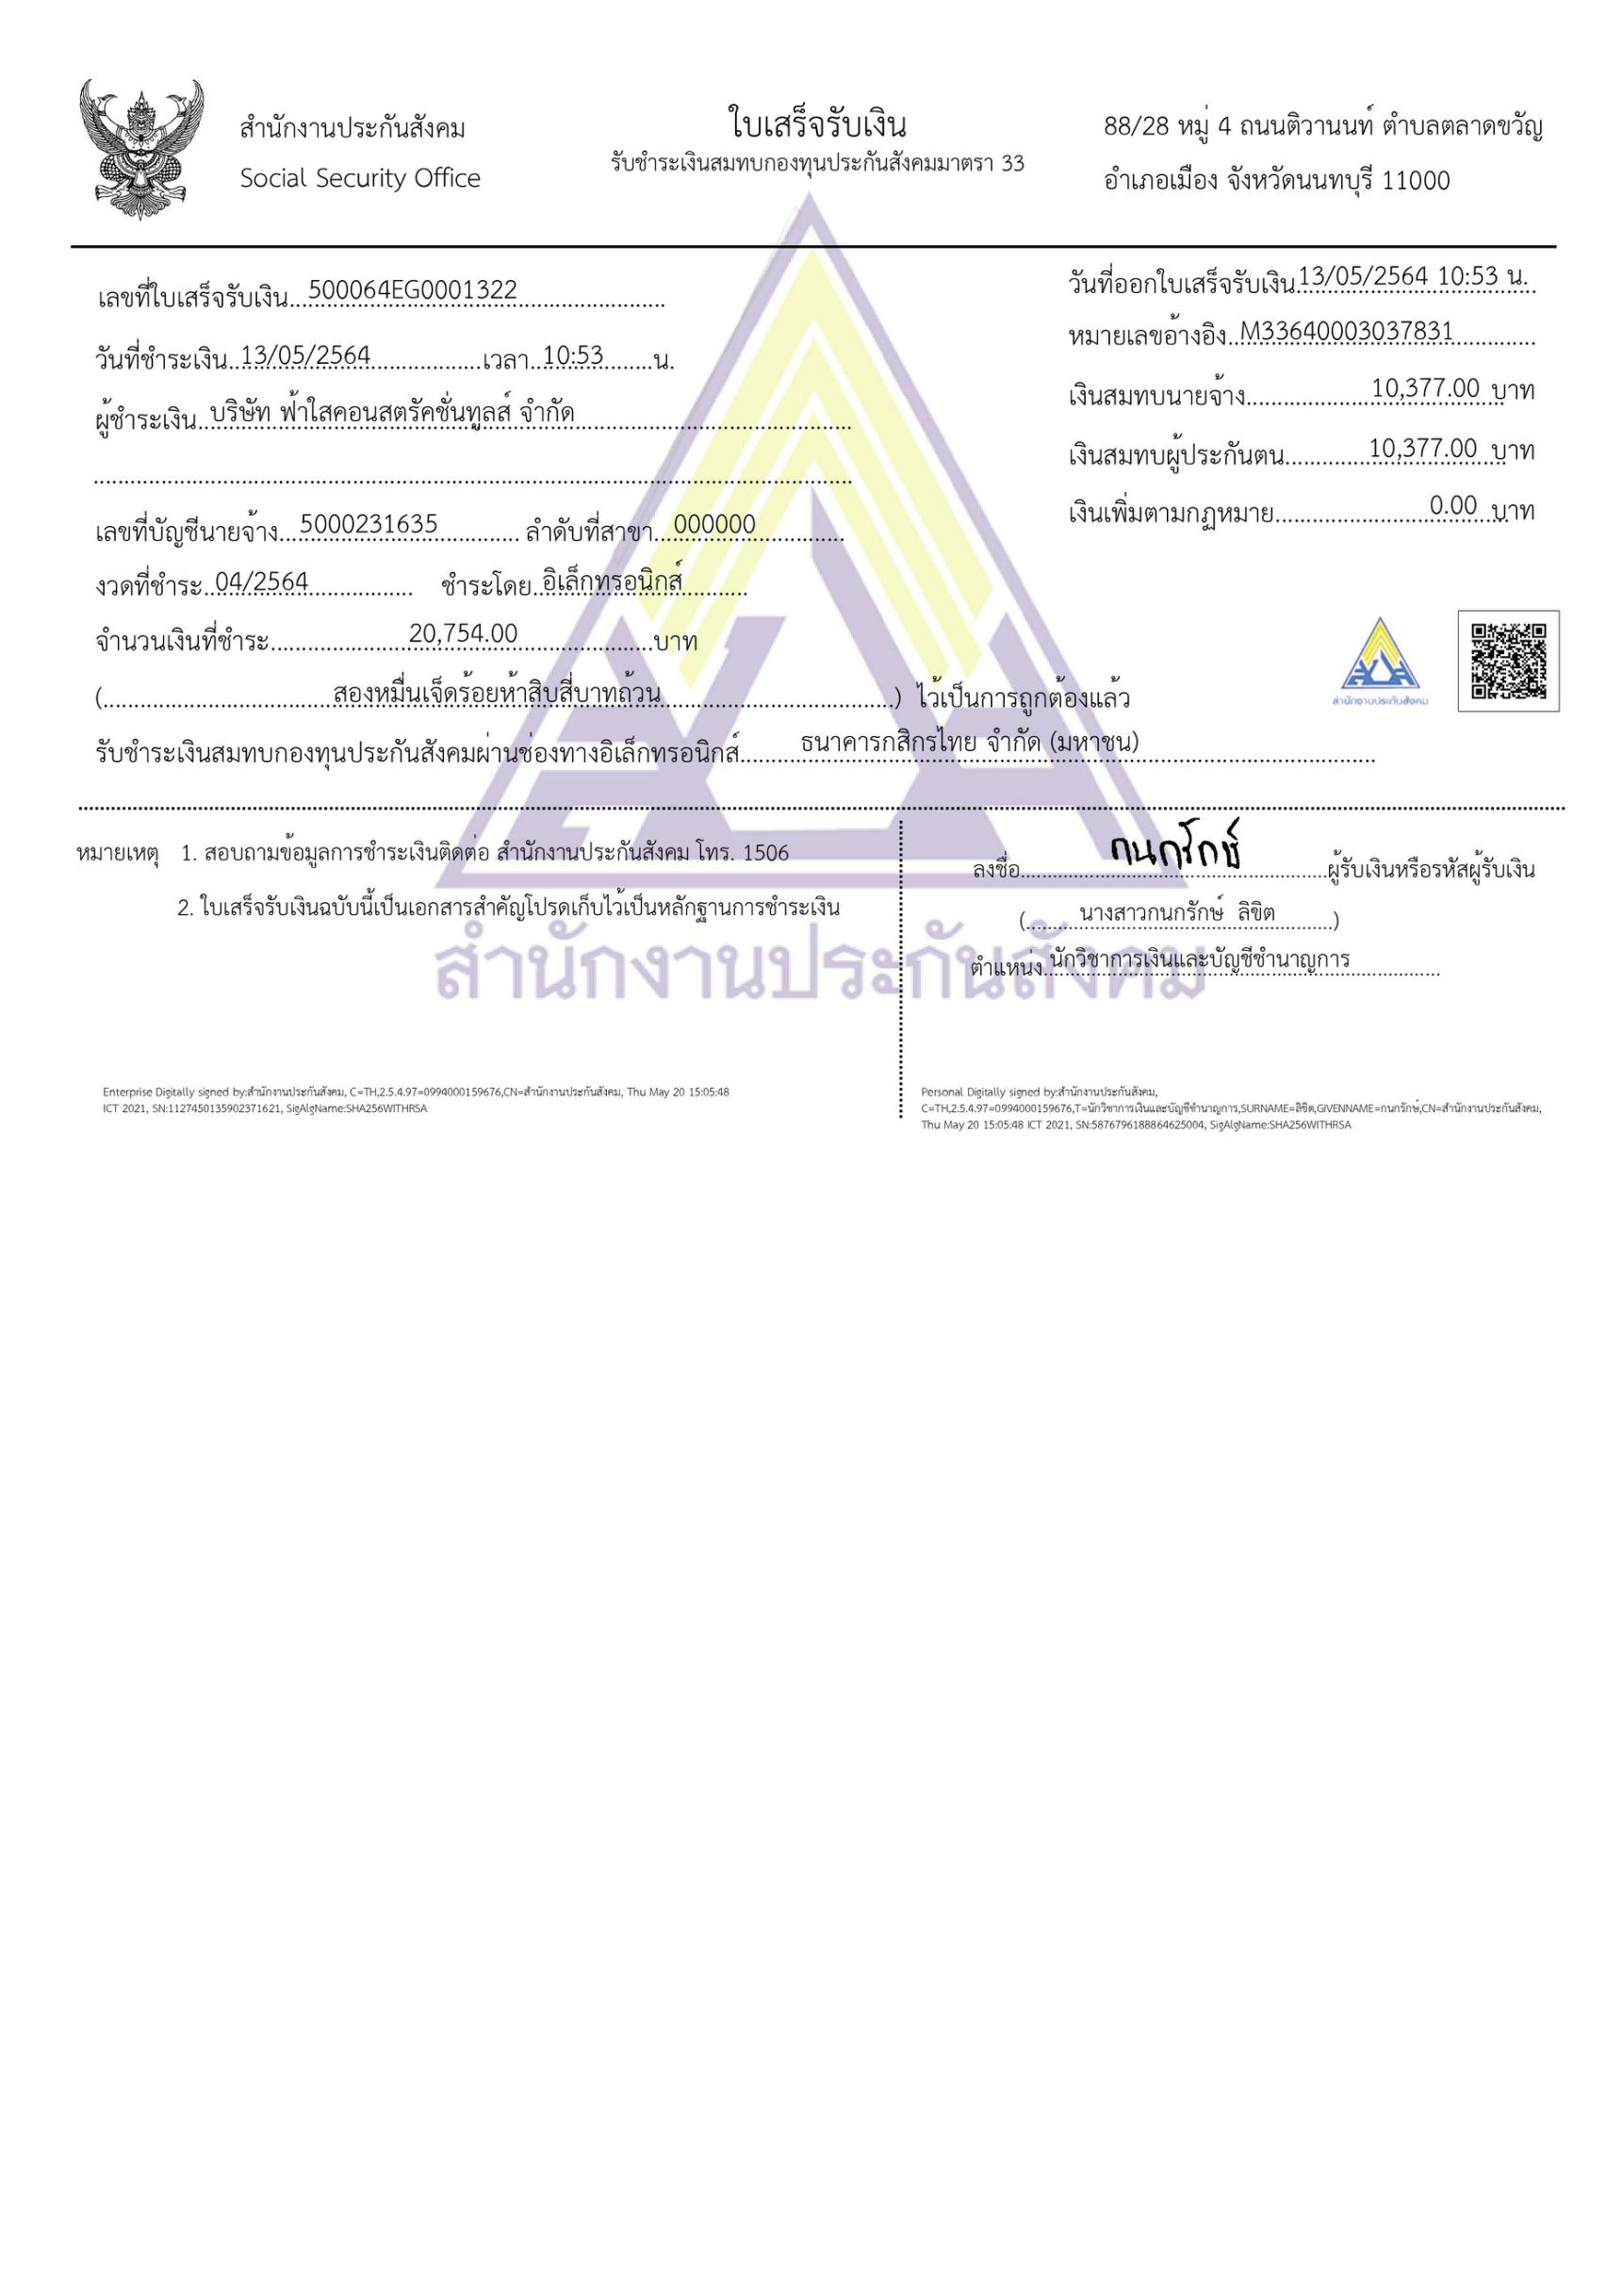 สำนักงานประกันสังคม
Social Security Office
ใบเสร็จรับเงิน
รับชำระเงินสมทบกองทุนประกันสังคมมาตรา 33
88/28 หมู่ 4 ถนนติวานนท์ ตำบลตลาดขวัญ
อำเภอเมือง จังหวัดนนทบุรี 11000
เลขที่ใบเสร็จรับเงิน 500064EG0001322
วันที่ชำระเงิน 13/05/2564 เวลา 10:53 น.
ผู้ชำระเงิน บริษัท ฟ้าใสคอนสตรัคชั่นทูลส์ จำกัด
เลขที่บัญชีนายจ้าง 5000231635 ลำดับที่สาขา 000000
งวดที่ชำระ 04/2564 ชำระโดย อิเล็กทรอนิกส์
จำนวนเงินที่ชำระ 20,754.00 บาท
(สองหมื่นเจ็ดร้อยห้าสิบสี่บาทถ้วน) ไว้เป็นการถูกต้องแล้ว
รับชำระเงินสมทบกองทุนประกันสังคมผ่านช่องทางอิเล็กทรอนิกส์ ธนาคารกสิกรไทย จำกัด (มหาชน)
วันที่ออกใบเสร็จรับเงิน 13/05/2564 10:53 น.
หมายเลขอ้างอิง M33640003037831
เงินสมทบนายจ้าง 10,377.00 บาท
เงินสมทบผู้ประกันตน 10,377.00 บาท
เงินเพิ่มตามกฏหมาย 0.00 บาท
สำนักงานประกันสังคม
หมายเหตุ 1. สอบถามข้อมูลการชำระเงินติดต่อ สำนักงานประกันสังคม โทร. 1506
2. ใบเสร็จรับเงินฉบับนี้เป็นเอกสารสำคัญโปรดเก็บไว้เป็นหลักฐานการชำระเงิน
ลงชื่อ กนกรักษ์ ผู้รับเงินหรือรหัสผู้รับเงิน
(นางสาวกนกรักษ์ ลิขิต)
ตำแหน่ง นักวิชาการเงินและบัญชีชำนาญการ
สำนักงานประกันสังคม
Enterprise Digitally signed by:สำนักงานประกันสังคม, C=TH,2.5.4.97=0994000159676,CN=สำนักงานประกันสังคม, Thu May 20 15:05:48
ICT 2021, SN:1127450135902371621, SigAlgName:SHA256WITHRSA
Personal Digitally signed by:สำนักงานประกันสังคม,
C=TH,2.5.4.97=0994000159676,T=นักวิชาการเงินและบัญชีชำนาญการ,SURNAME=ลิขิต,GIVENNAME=กนกรักษ์,CN=สำนักงานประกันสังคม,
Thu May 20 15:05:48 ICT 2021, SN:5876796188864625004, SigAlgName:SHA256WITHRSA